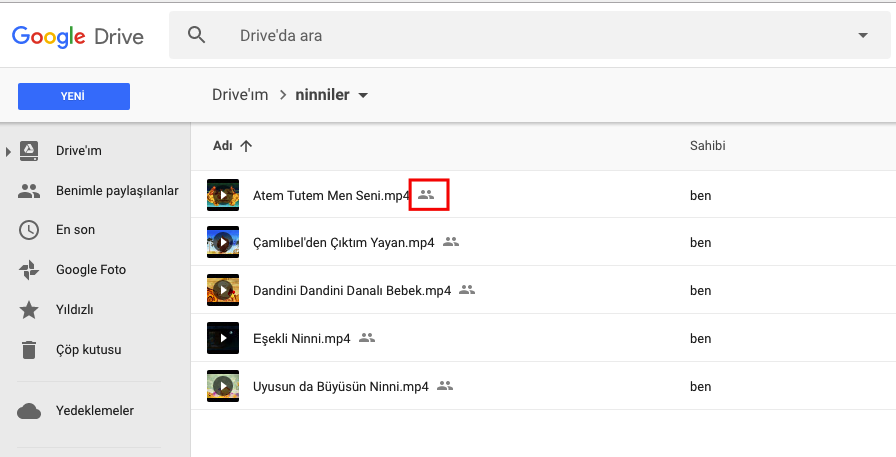 Google Drive
Drive'da ara
YENİ
Drive'ım > ninniler
Drive'ım
Benimle paylaşılanlar
En son
Google Foto
Yıldızlı
Çöp kutusu
Yedeklemeler
Adı Sahibi
Atem Tutem Men Seni.mp4 ben
Çamlıbel'den Çıktım Yayan.mp4 ben
Dandini Dandini Danalı Bebek.mp4 ben
Eşekli Ninni.mp4 ben
Uyusun da Büyüsün Ninni.mp4 ben